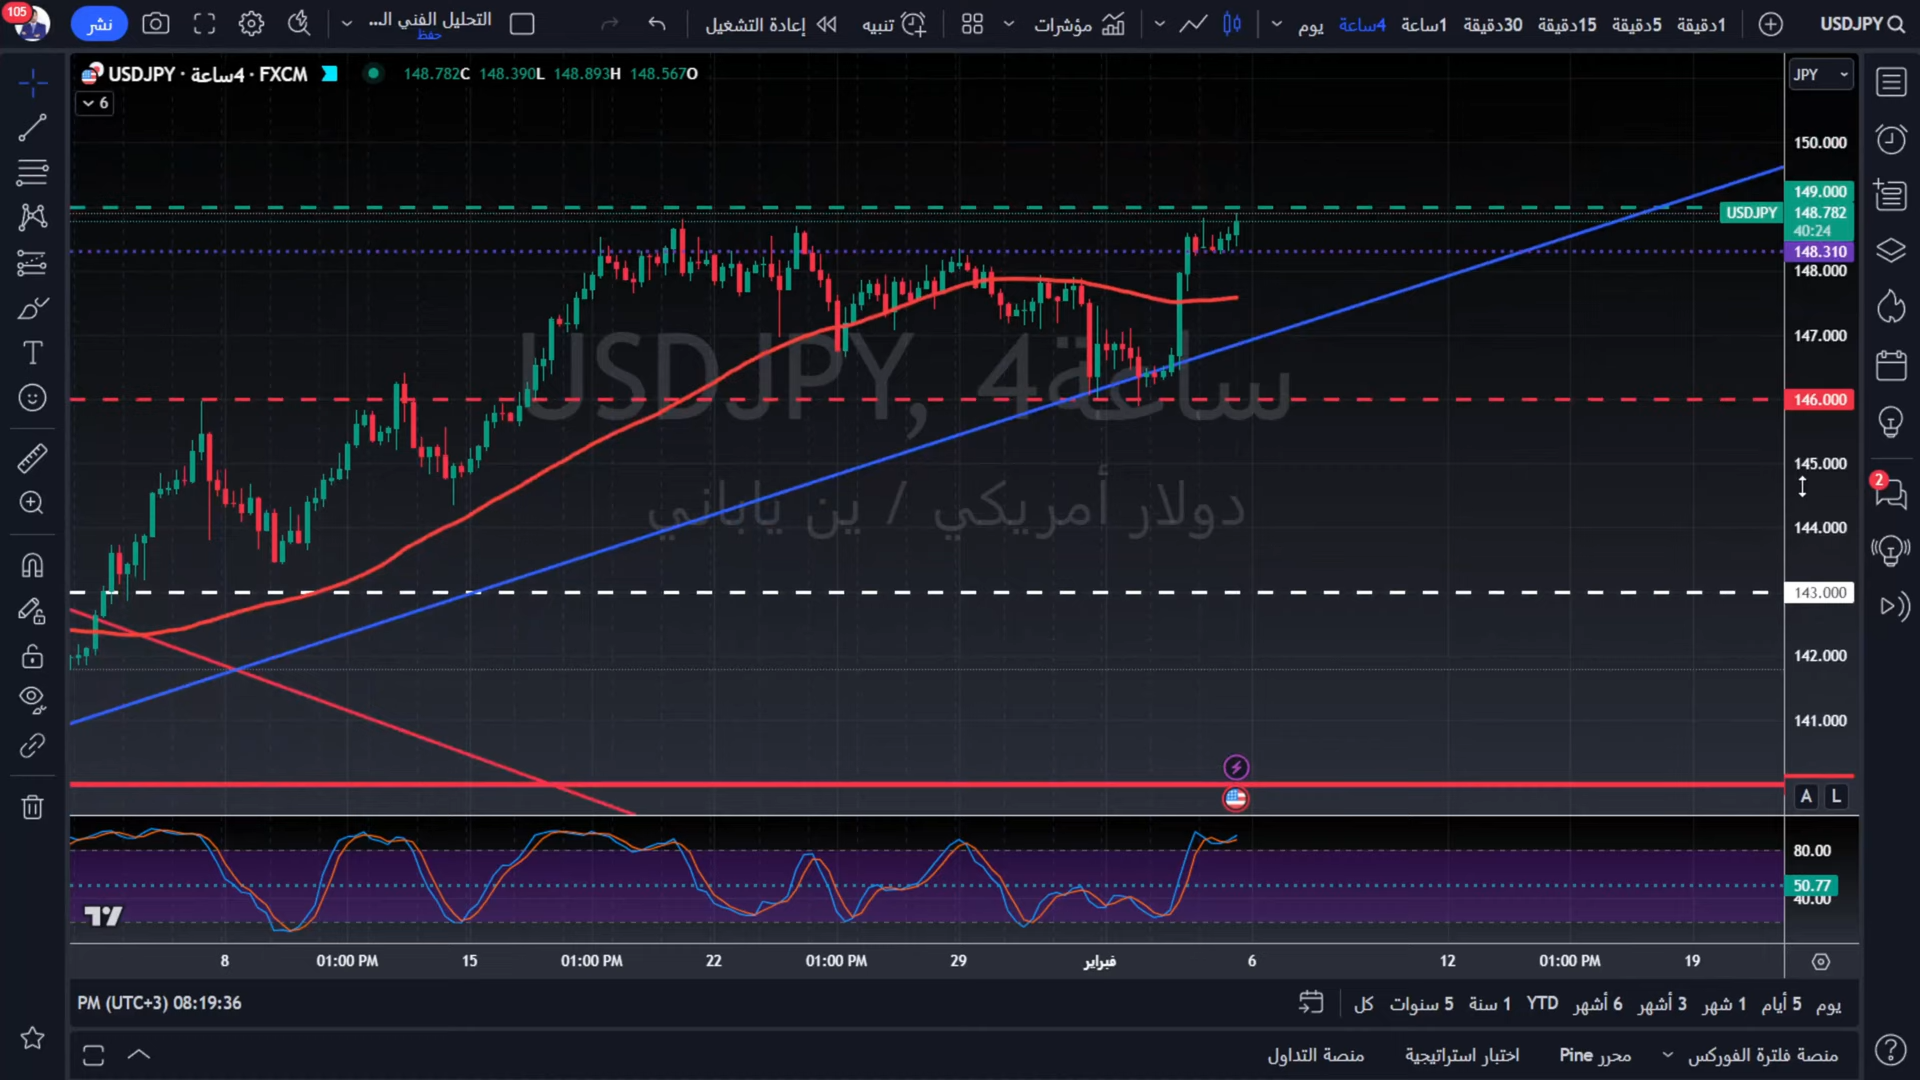 105
نشر
التحليل الفني الـ...
حفظ
إعادة التشغيل
تنبيه
مؤشرات
يوم
4ساعة
1ساعة
30دقيقة
15دقيقة
5دقيقة
1دقيقة
USDJPY
USDJPY · 4ساعة · FXCM
148.782C 148.390L 148.893H 148.567O
6
JPY
150.000
149.000
USDJPY 148.782
40:24
148.310
148.000
147.000
146.000
145.000
144.000
143.000
142.000
141.000
USDJPY, 4ساعة
دولار أمريكي / ين ياباني
2
A L
80.00
50.77
40.00
8 01:00 PM 15 01:00 PM 22 01:00 PM 29 فبراير 6 12 01:00 PM 19
PM (UTC+3) 08:19:36
يوم 5 أيام 1 شهر 3 أشهر 6 أشهر YTD 1 سنة 5 سنوات كل
منصة فلترة الفوركس محرر Pine اختبار استراتيجية منصة التداول